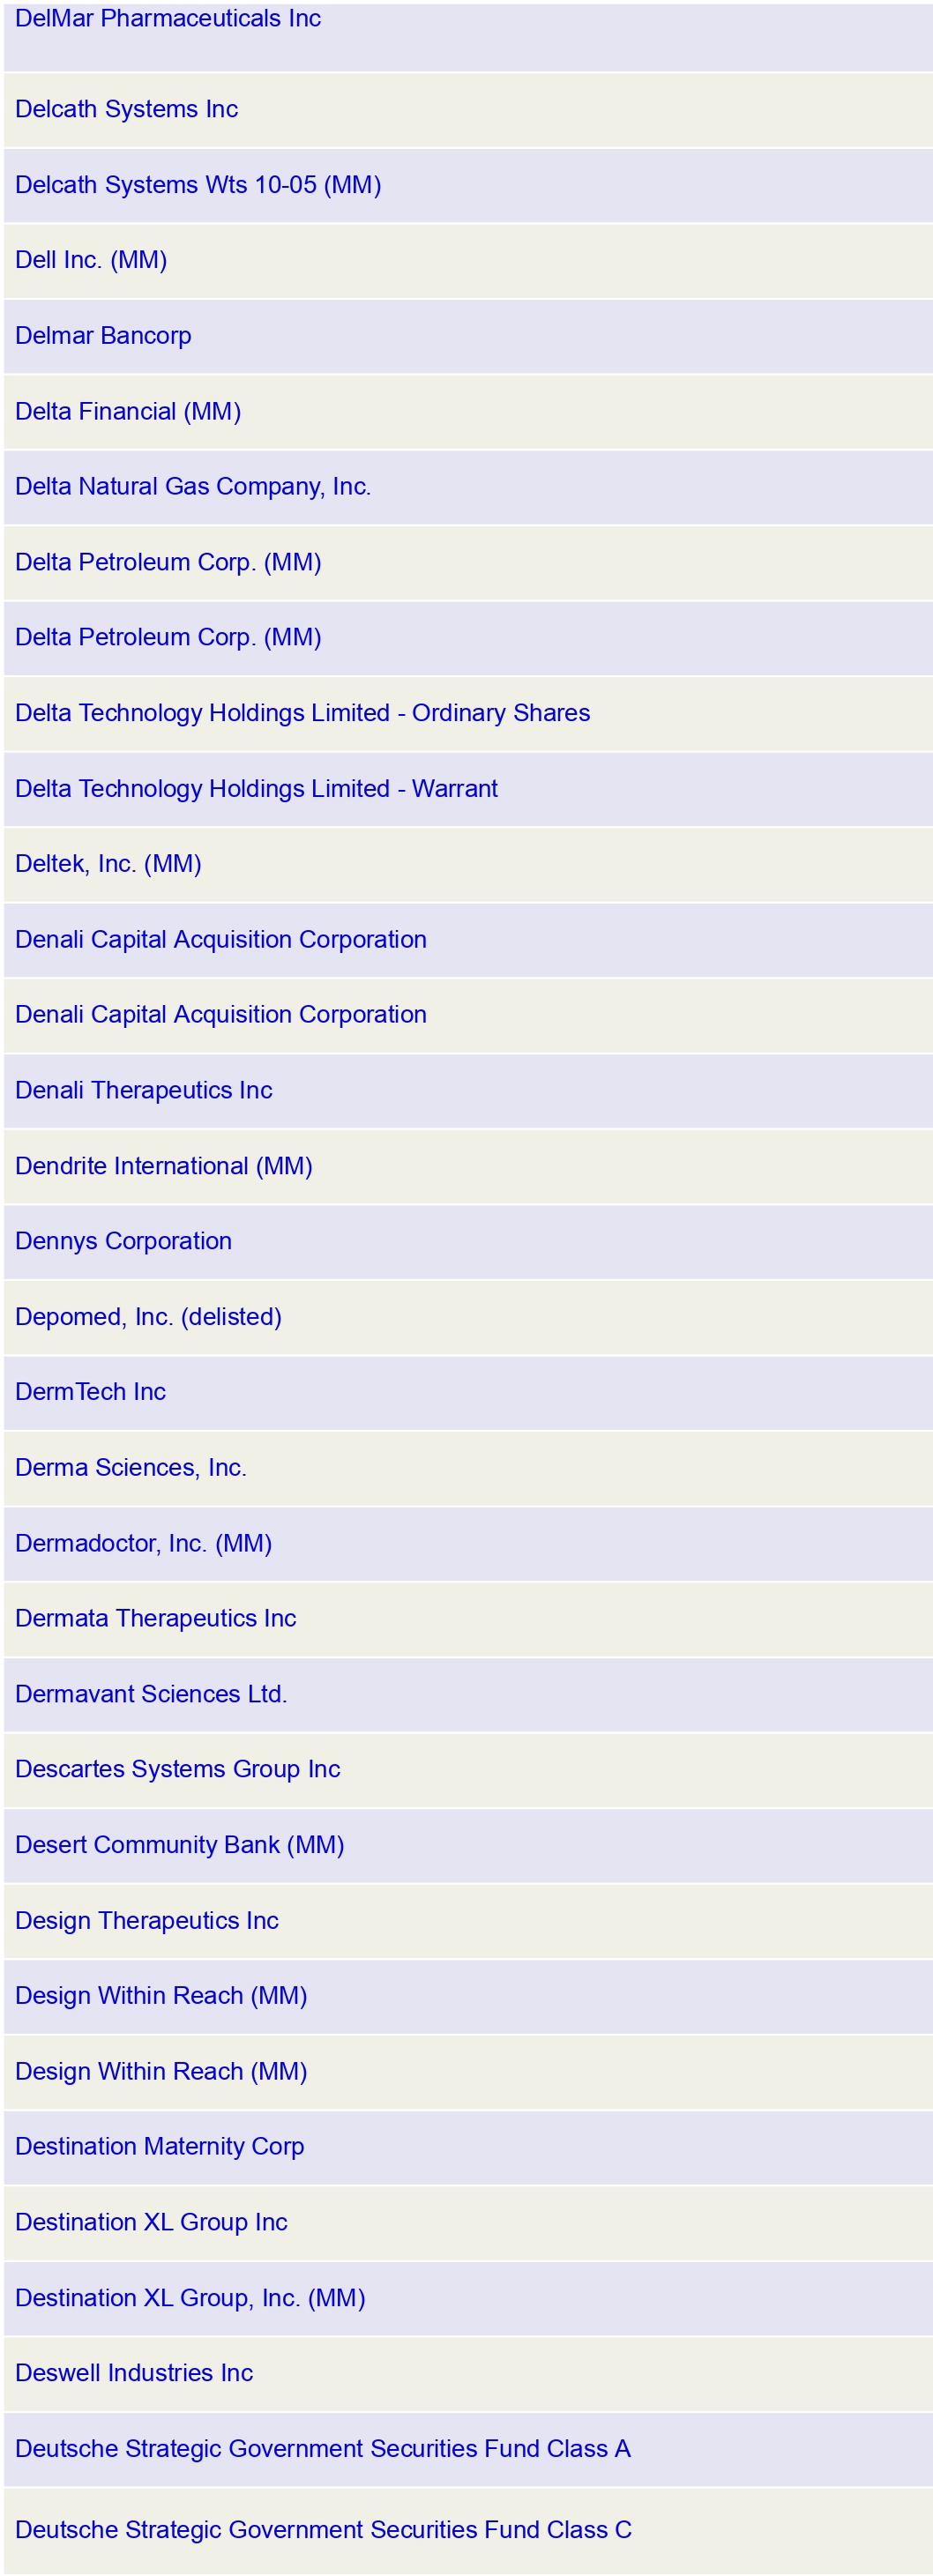 DelMar Pharmaceuticals Inc
Delcath Systems Inc
Delcath Systems Wts 10-05 (MM)
Dell Inc. (MM)
Delmar Bancorp
Delta Financial (MM)
Delta Natural Gas Company, Inc.
Delta Petroleum Corp. (MM)
Delta Petroleum Corp. (MM)
Delta Technology Holdings Limited - Ordinary Shares
Delta Technology Holdings Limited - Warrant
Deltek, Inc. (MM)
Denali Capital Acquisition Corporation
Denali Capital Acquisition Corporation
Denali Therapeutics Inc
Dendrite International (MM)
Dennys Corporation
Depomed, Inc. (delisted)
DermTech Inc
Derma Sciences, Inc.
Dermadoctor, Inc. (MM)
Dermata Therapeutics Inc
Dermavant Sciences Ltd.
Descartes Systems Group Inc
Desert Community Bank (MM)
Design Therapeutics Inc
Design Within Reach (MM)
Design Within Reach (MM)
Destination Maternity Corp
Destination XL Group Inc
Destination XL Group, Inc. (MM)
Deswell Industries Inc
Deutsche Strategic Government Securities Fund Class A
Deutsche Strategic Government Securities Fund Class C